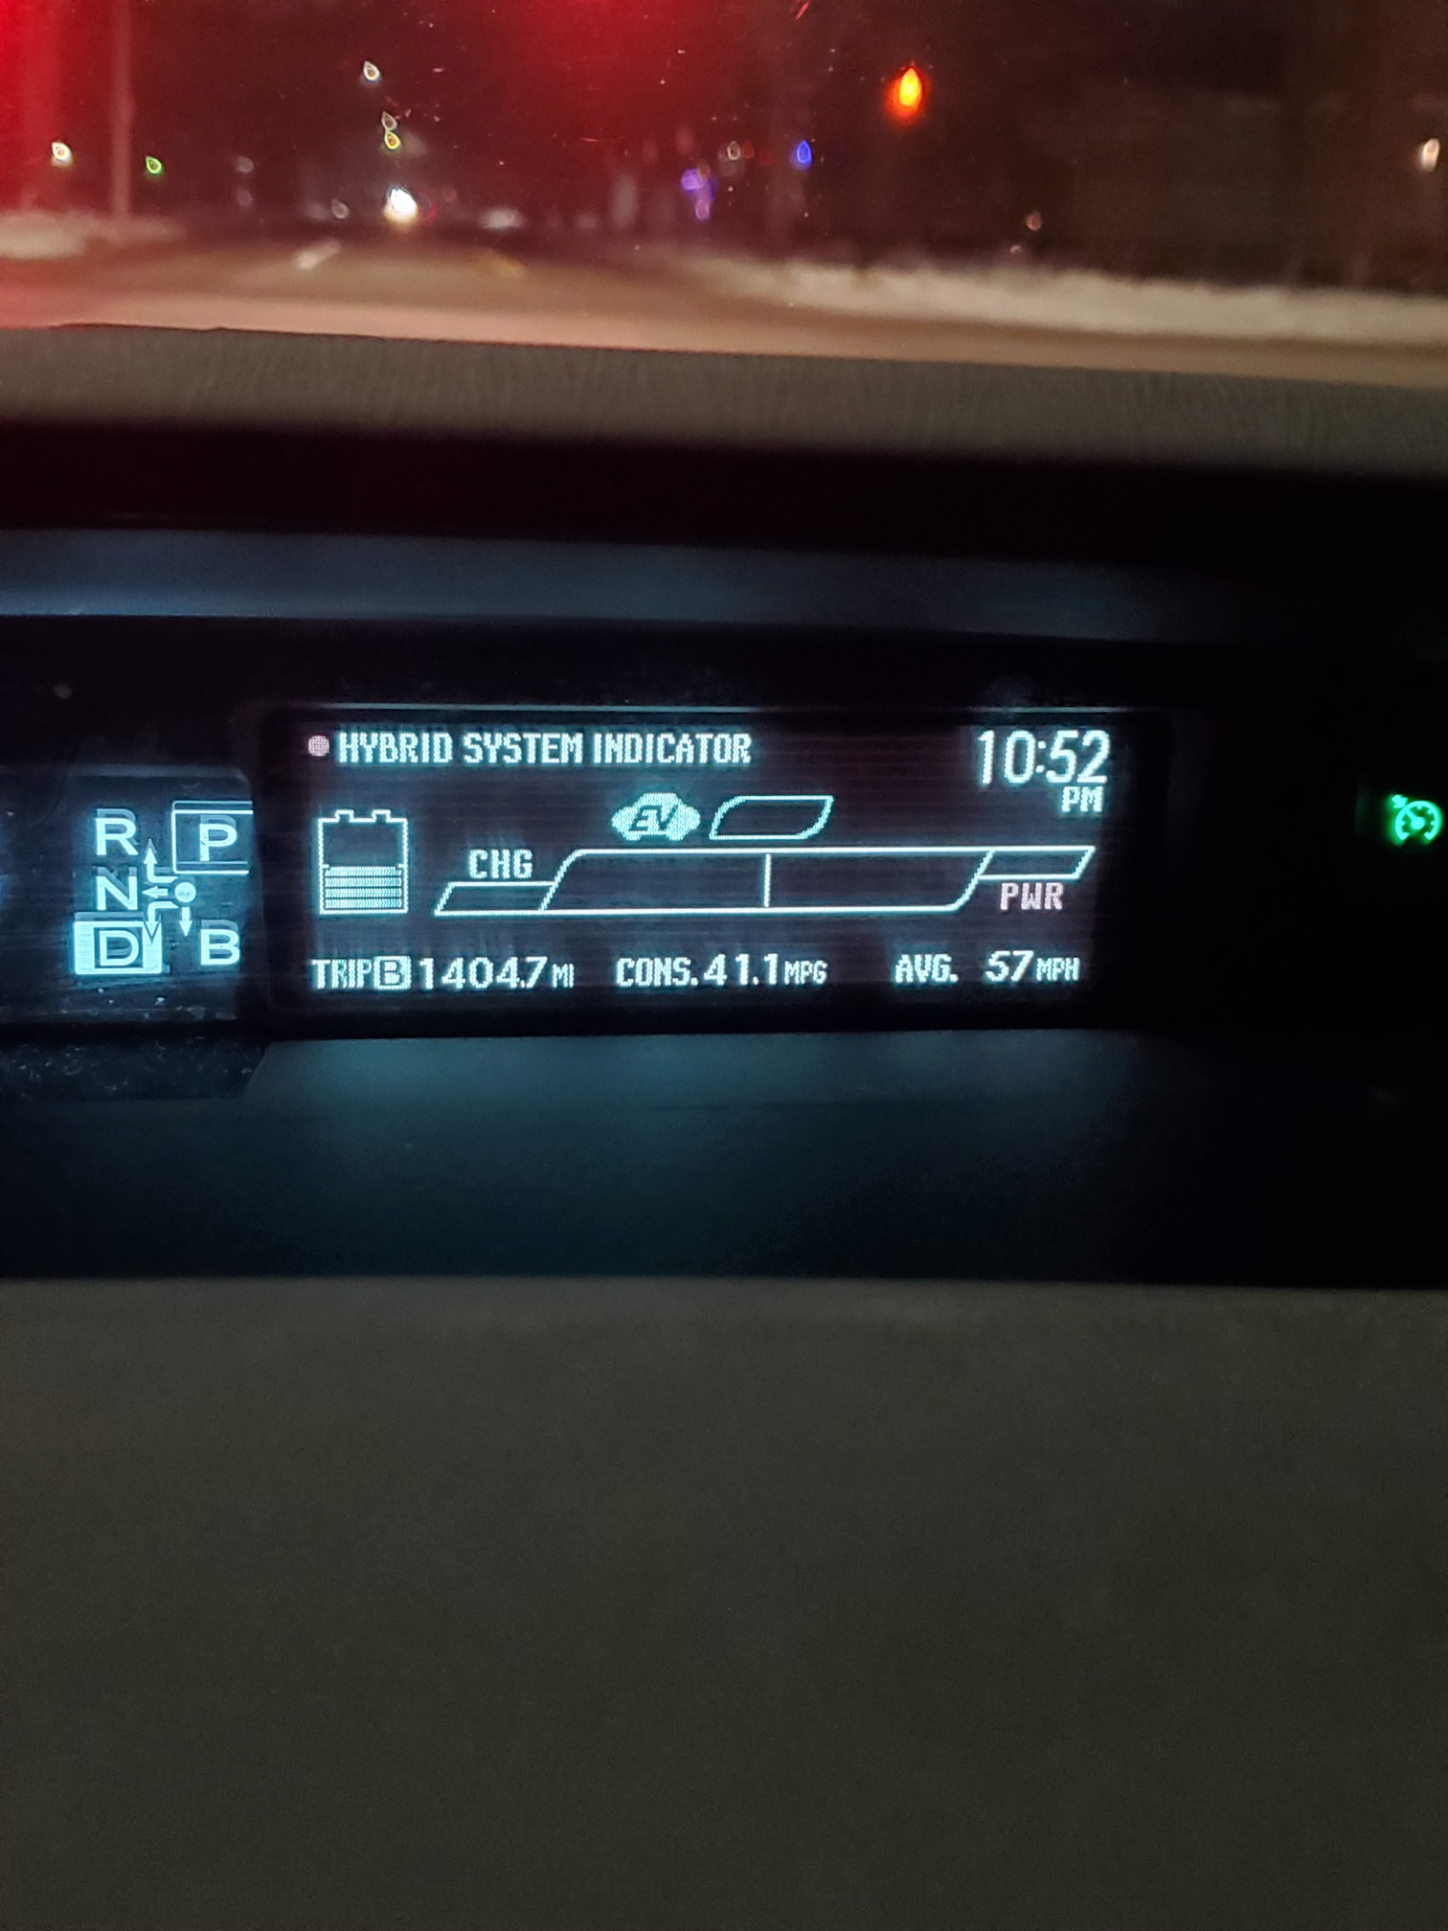 HYBRID SYSTEM INDICATOR
10:52
PM
EV
CHG
PWR
R
P
N
D
B
TRIP B 1404.7 MI CONS. 41.1 MPG AVG. 57 MPH